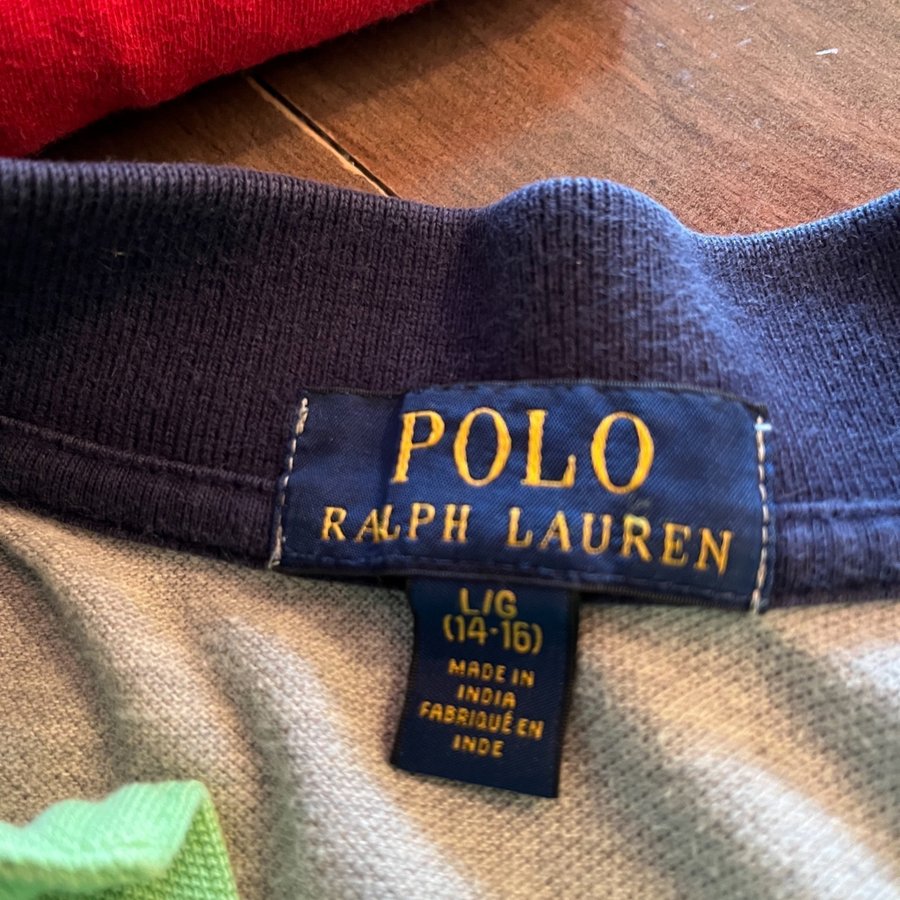 POLO
RALPH LAUREN
L/G
(14-16)
MADE IN
INDIA
FABRIQUÉ EN
INDE